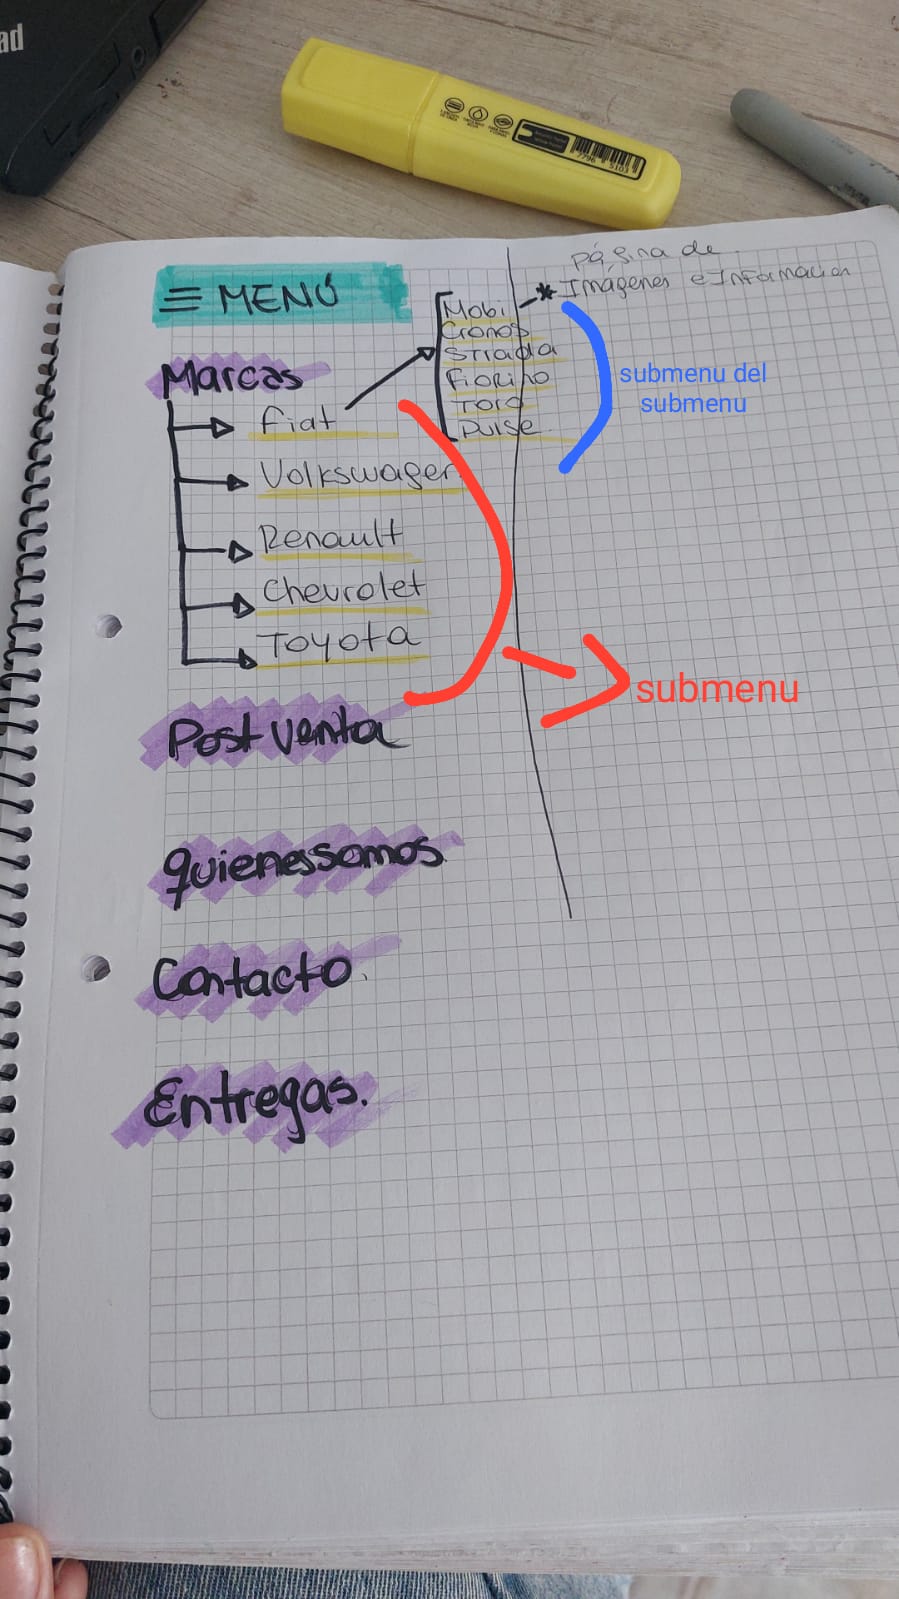 ad
página de
Imágenes e Información
≡ MENÚ
Mobi
Cronos
Strada
Fiorino
Toro
Pulse
submenu del
submenu
Marcas
fiat
Volkswagen
Renault
Chevrolet
Toyota
submenu
Post venta
quienessomos
Contacto.
Entregas.